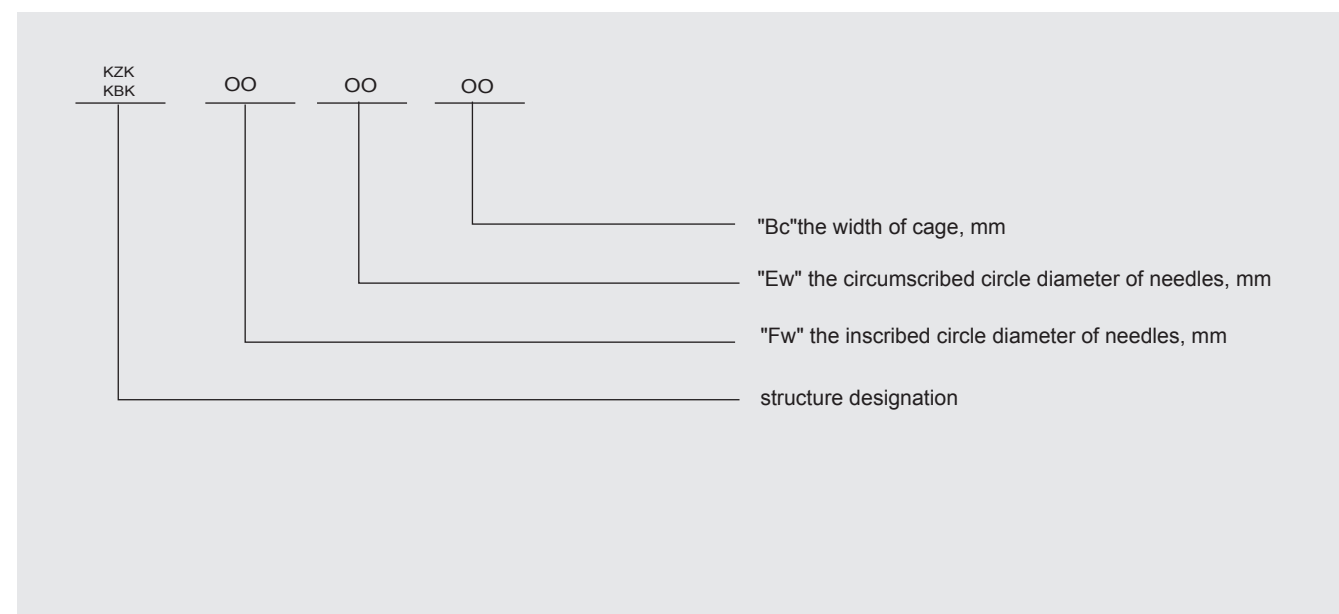 KZK
KBK
OO OO OO
"Bc"the width of cage, mm
"Ew" the circumscribed circle diameter of needles, mm
"Fw" the inscribed circle diameter of needles, mm
structure designation